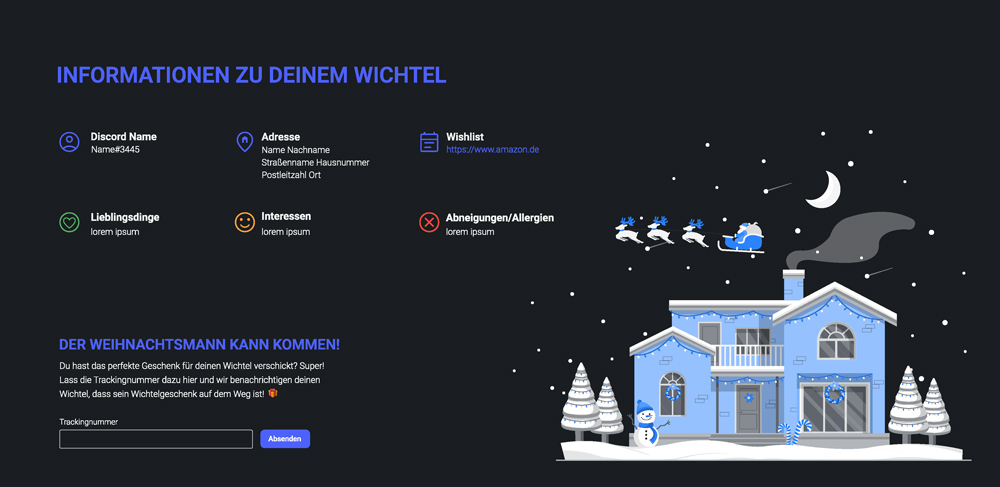 INFORMATIONEN ZU DEINEM WICHTEL
Discord Name
Name#3445
Adresse
Name Nachname
Straßenname Hausnummer
Postleitzahl Ort
Wishlist
https://www.amazon.de
Lieblingsdinge
lorem ipsum
Interessen
lorem ipsum
Abneigungen/Allergien
lorem ipsum
DER WEIHNACHTSMANN KANN KOMMEN!
Du hast das perfekte Geschenk für deinen Wichtel verschickt? Super!
Lass die Trackingnummer dazu hier und wir benachrichtigen deinen
Wichtel, dass sein Wichtelgeschenk auf dem Weg ist! 🎁
Trackingnummer
Absenden